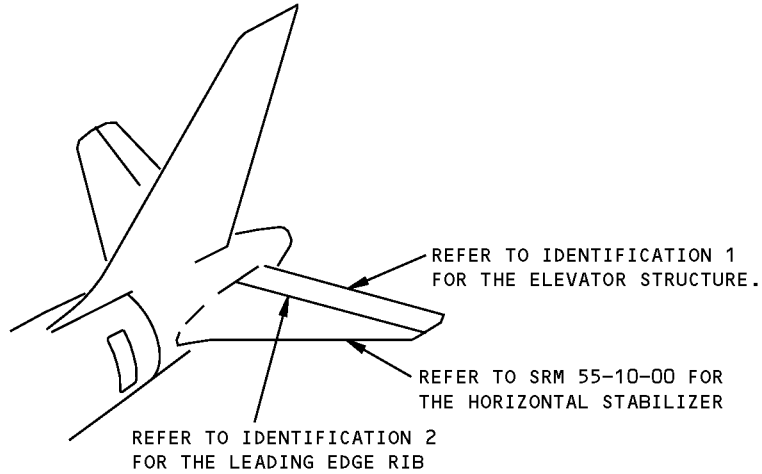 REFER TO IDENTIFICATION 1
FOR THE ELEVATOR STRUCTURE.
REFER TO SRM 55-10-00 FOR
THE HORIZONTAL STABILIZER
REFER TO IDENTIFICATION 2
FOR THE LEADING EDGE RIB